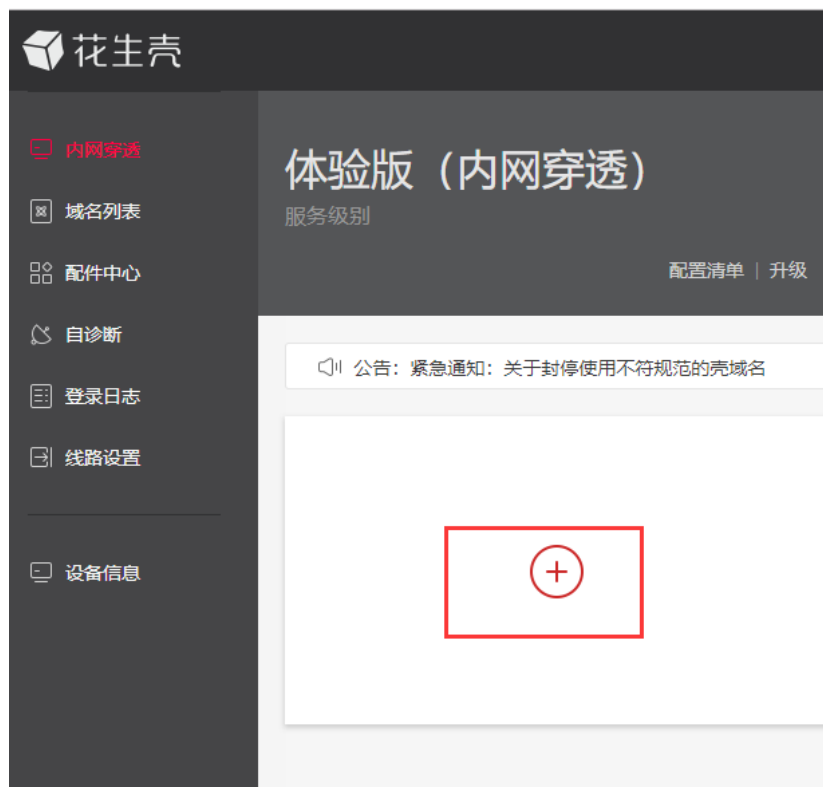 花生壳
内网穿透
域名列表
配件中心
自诊断
登录日志
线路设置
设备信息
体验版（内网穿透）
服务级别
配置清单 | 升级
公告：紧急通知：关于封停使用不符规范的壳域名